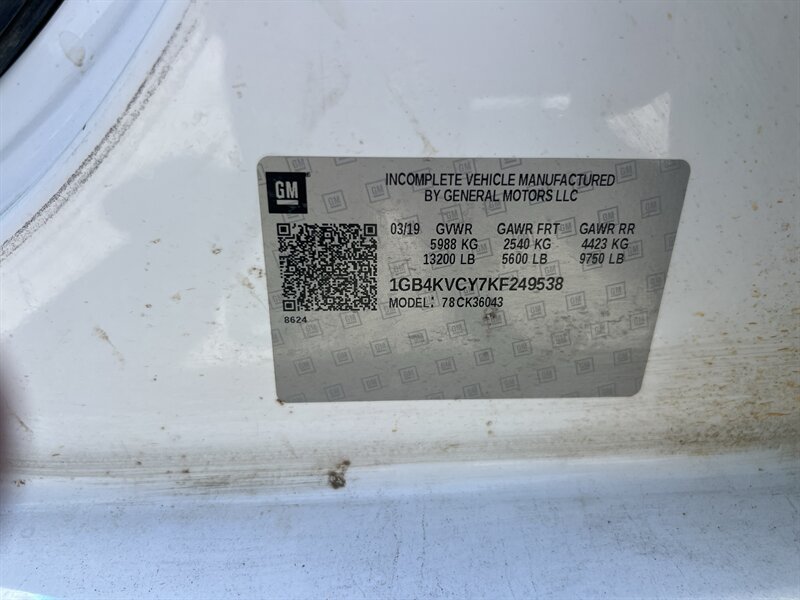 GM
INCOMPLETE VEHICLE MANUFACTURED
BY GENERAL MOTORS LLC
03/19 GVWR GAWR FRT GAWR RR
5988 KG 2540 KG 4423 KG
13200 LB 5600 LB 9750 LB
1GB4KVCY7KF249538
MODEL: 78CK36043
8624